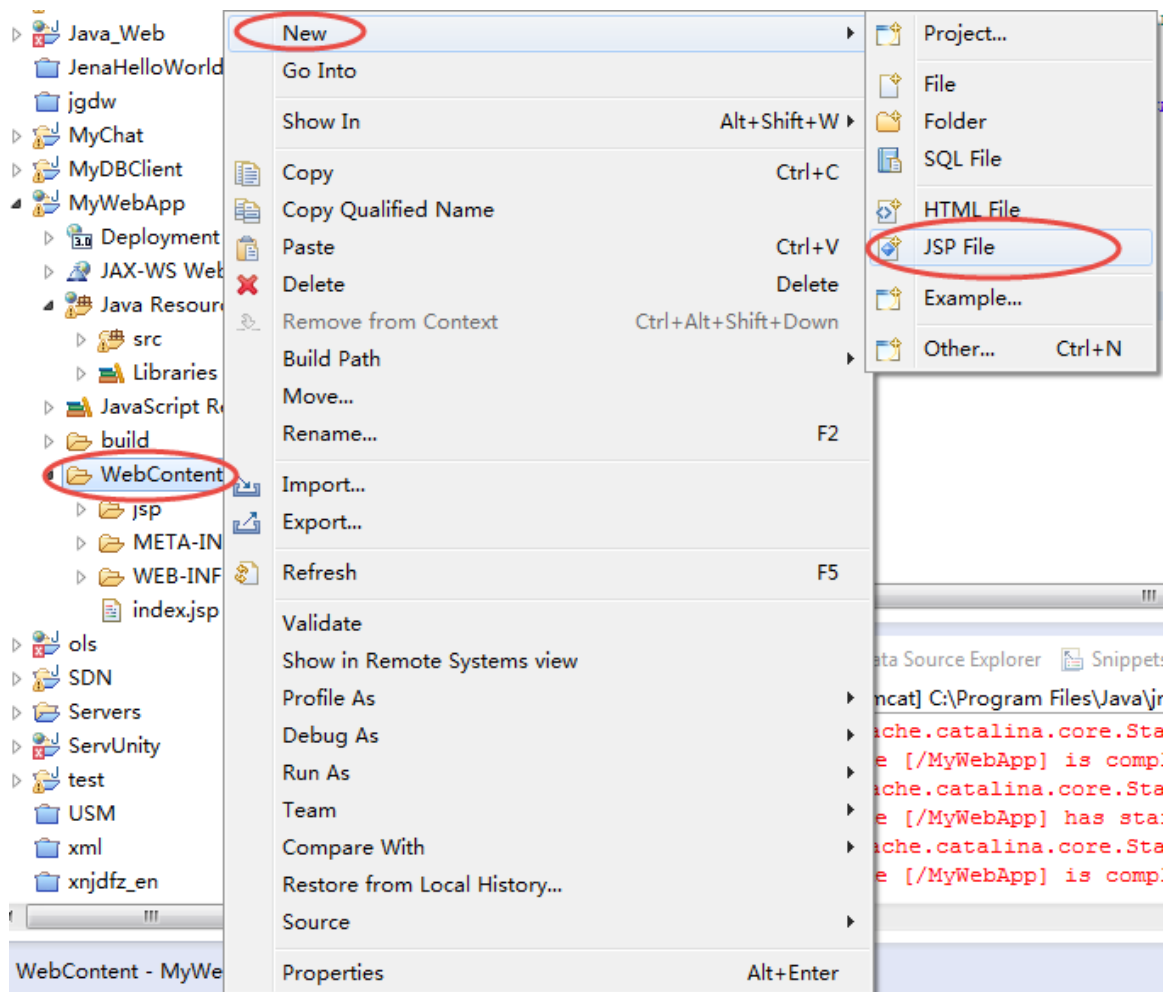 Java_Web
JenaHelloWorld
jgdw
MyChat
MyDBClient
MyWebApp
3.0 Deployment
JAX-WS Web
Java Resour
src
Libraries
JavaScript Re
build
WebContent
jsp
META-IN
WEB-INF
index.jsp
ols
SDN
Servers
ServUnity
test
USM
xml
xnjdfz_en
WebContent - MyWe
New
Go Into
Show In Alt+Shift+W
Copy Ctrl+C
Copy Qualified Name
Paste Ctrl+V
Delete Delete
Remove from Context Ctrl+Alt+Shift+Down
Build Path
Move...
Rename... F2
Import...
Export...
Refresh F5
Validate
Show in Remote Systems view
Profile As
Debug As
Run As
Team
Compare With
Restore from Local History...
Source
Properties Alt+Enter
Project...
File
Folder
SQL File
HTML File
JSP File
Example...
Other... Ctrl+N
ata Source Explorer Snippets
mcat] C:\Program Files\Java\jr
ache.catalina.core.Sta
e [/MyWebApp] is compl
ache.catalina.core.Sta
e [/MyWebApp] has star
ache.catalina.core.Sta
e [/MyWebApp] is compl